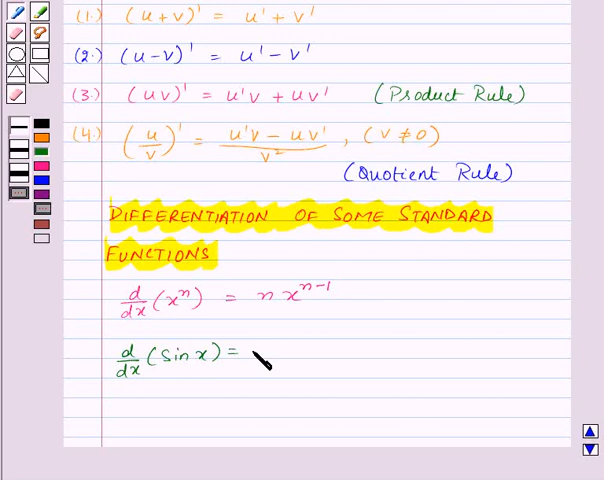 (1.) (u+v)' = u' + v'
(2.) (u-v)' = u' - v'
(3.) (uv)' = u'v + uv' (Product Rule)
(4.) (u/v)' = (u'v - uv')/v², (v ≠ 0)
(Quotient Rule)
DIFFERENTIATION OF SOME STANDARD
FUNCTIONS
d/dx (xⁿ) = n xⁿ⁻¹
d/dx (sin x) =